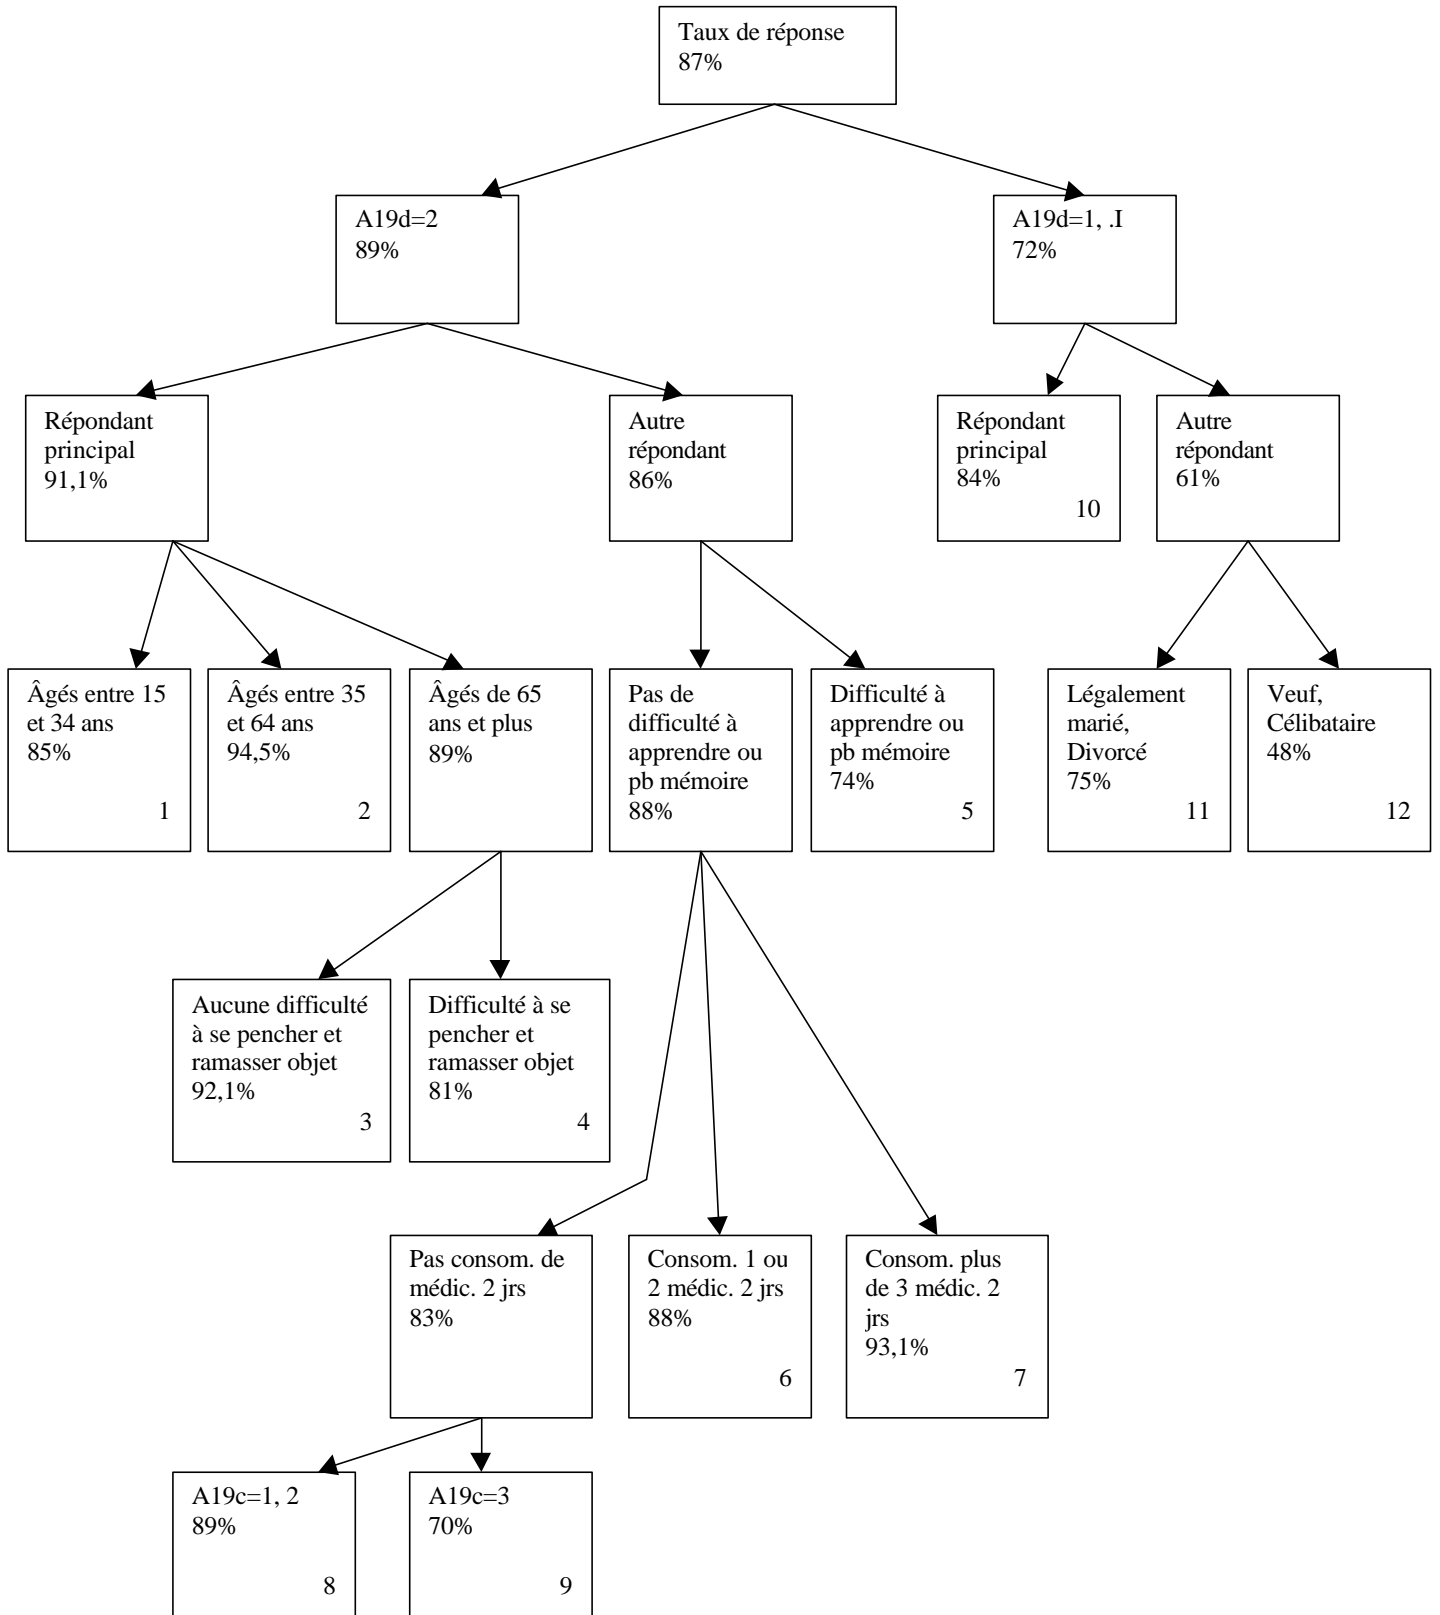 Taux de réponse
87%
A19d=2
89%
A19d=1, .I
72%
Répondant
principal
91,1%
Autre
répondant
86%
Répondant
principal
84%
10
Autre
répondant
61%
Âgés entre 15
et 34 ans
85%
1
Âgés entre 35
et 64 ans
94,5%
2
Âgés de 65
ans et plus
89%
Pas de
difficulté à
apprendre ou
pb mémoire
88%
Difficulté à
apprendre ou
pb mémoire
74%
5
Légalement
marié,
Divorcé
75%
11
Veuf,
Célibataire
48%
12
Aucune difficulté
à se pencher et
ramasser objet
92,1%
3
Difficulté à se
pencher et
ramasser objet
81%
4
Pas consom. de
médic. 2 jrs
83%
Consom. 1 ou
2 médic. 2 jrs
88%
6
Consom. plus
de 3 médic. 2
jrs
93,1%
7
A19c=1, 2
89%
8
A19c=3
70%
9